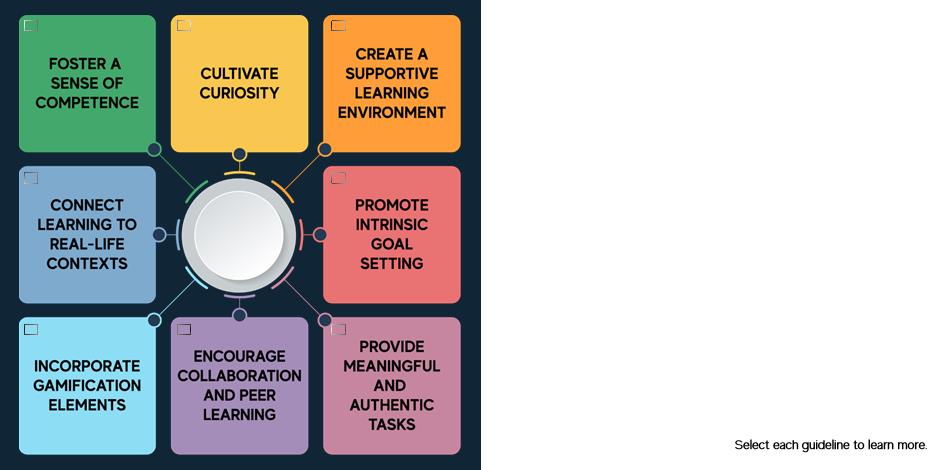 FOSTER A
SENSE OF
COMPETENCE
CULTIVATE
CURIOSITY
CREATE A
SUPPORTIVE
LEARNING
ENVIRONMENT
CONNECT
LEARNING TO
REAL-LIFE
CONTEXTS
PROMOTE
INTRINSIC
GOAL
SETTING
INCORPORATE
GAMIFICATION
ELEMENTS
ENCOURAGE
COLLABORATION
AND PEER
LEARNING
PROVIDE
MEANINGFUL
AND
AUTHENTIC
TASKS
Select each guideline to learn more.